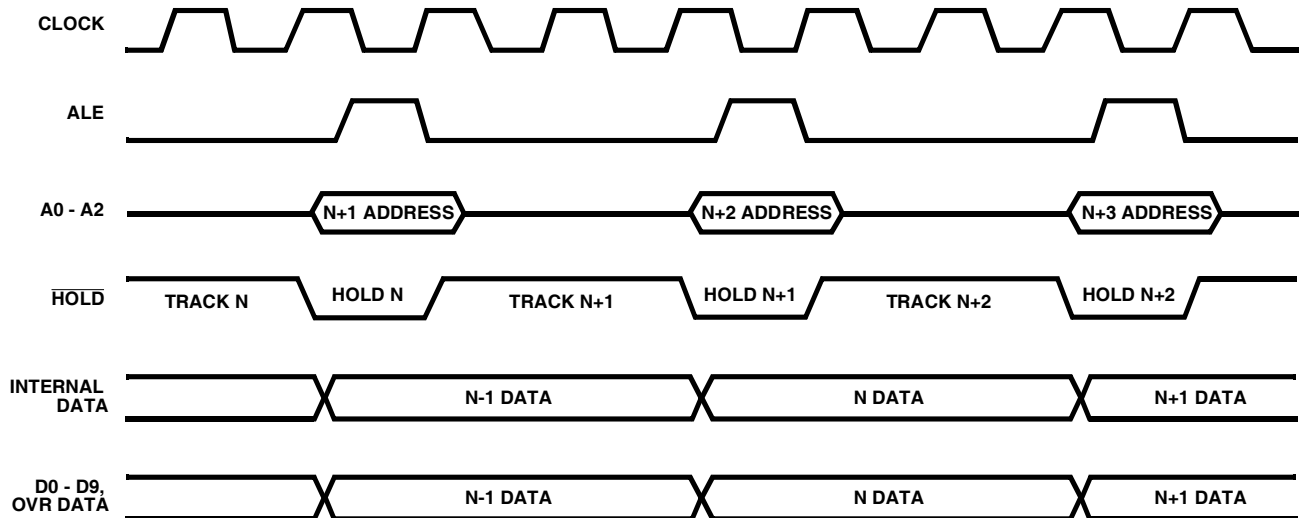 CLOCK
ALE
A0 - A2
N+1 ADDRESS
N+2 ADDRESS
N+3 ADDRESS
HOLD
TRACK N
HOLD N
TRACK N+1
HOLD N+1
TRACK N+2
HOLD N+2
INTERNAL
DATA
N-1 DATA
N DATA
N+1 DATA
D0 - D9,
OVR DATA
N-1 DATA
N DATA
N+1 DATA